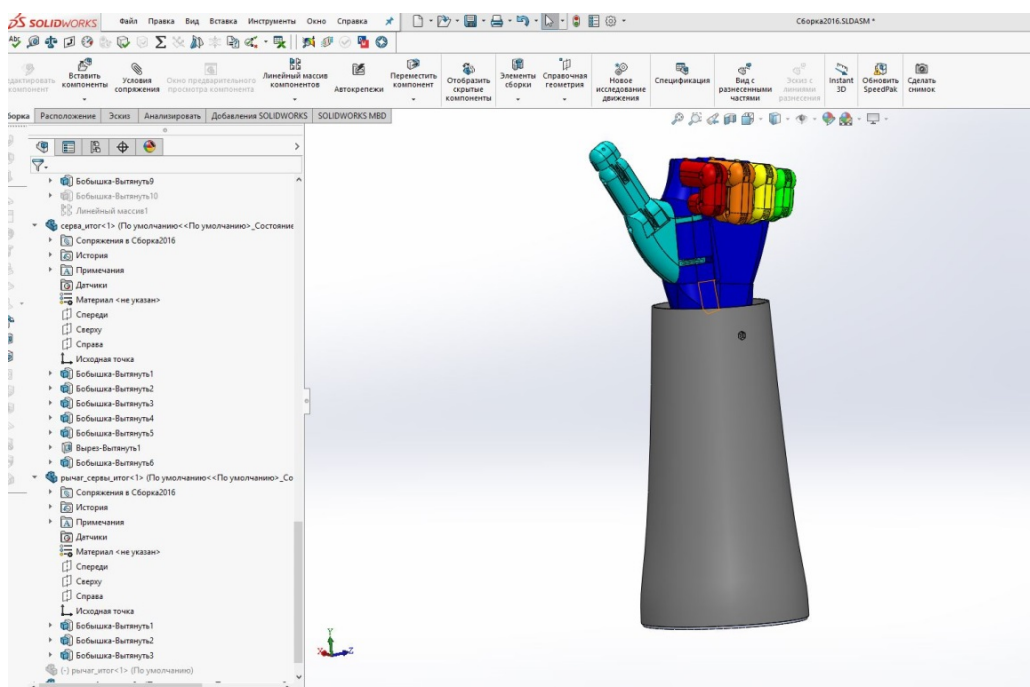 SOLIDWORKS Файл Правка Вид Вставка Инструменты Окно Справка Сборка2016.SLDASM *
Вставить компоненты
Условия сопряжения
Окно предварительного просмотра компонента
Линейный массив компонентов
Автокрепежи
Переместить компонент
Отобразить скрытые компоненты
Элементы сборки
Справочная геометрия
Новое исследование движения
Спецификация
Вид с разнесенными частями
Эскиз с линиями разнесения
Instant 3D
Обновить SpeedPak
Сделать снимок
Расположение Эскиз Анализировать Добавления SOLIDWORKS SOLIDWORKS MBD
Бобышка-Вытянуть9
Бобышка-Вытянуть10
Линейный массив1
серва_итог<1> (По умолчанию<<По умолчанию>_Состояние
Сопряжения в Сборка2016
История
Примечания
Датчики
Материал <не указан>
Спереди
Сверху
Справа
Исходная точка
Бобышка-Вытянуть1
Бобышка-Вытянуть2
Бобышка-Вытянуть3
Бобышка-Вытянуть4
Бобышка-Вытянуть5
Вырез-Вытянуть1
Бобышка-Вытянуть6
рычаг_сервы_итог<1> (По умолчанию<<По умолчанию>_Со
Сопряжения в Сборка2016
История
Примечания
Датчики
Материал <не указан>
Спереди
Сверху
Справа
Исходная точка
Бобышка-Вытянуть1
Бобышка-Вытянуть2
Бобышка-Вытянуть3
(-) рычаг_итог<1> (По умолчанию)